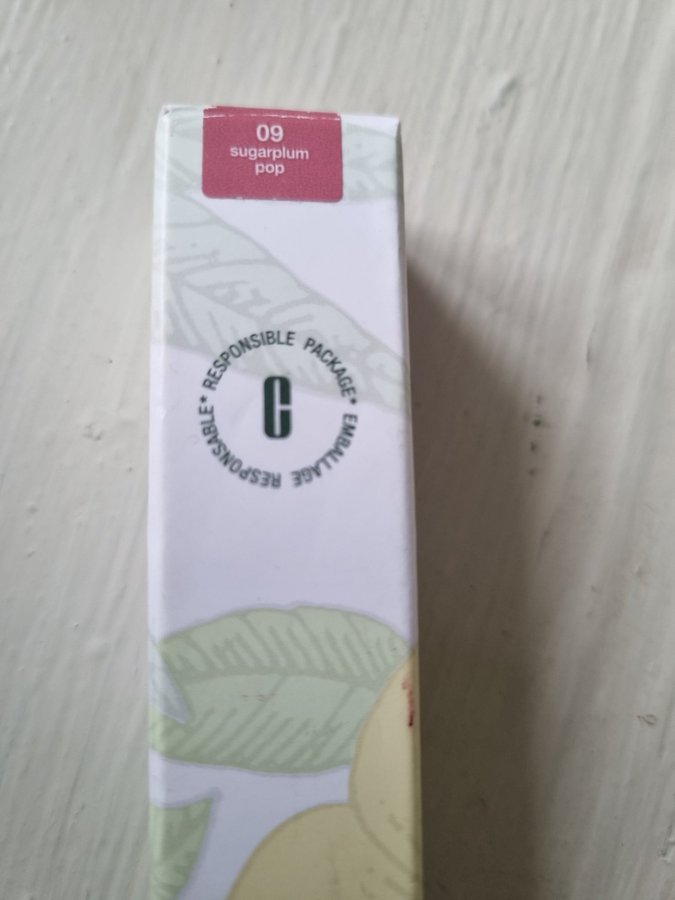 09
sugarplum
pop
RESPONSIBLE PACKAGE* EMBALLAGE RESPONSABLE*
C